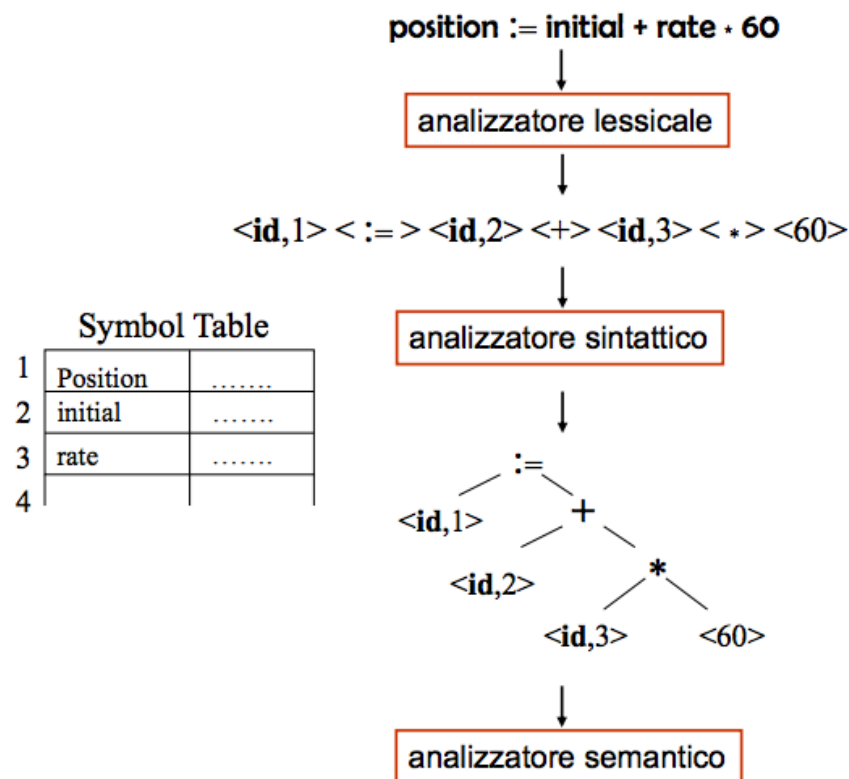 position := initial + rate * 60
analizzatore lessicale
<id,1> < := > <id,2> <+> <id,3> < * > <60>
Symbol Table
1 Position .......
2 initial .......
3 rate .......
4
analizzatore sintattico
:=
<id,1> +
<id,2> *
<id,3> <60>
analizzatore semantico